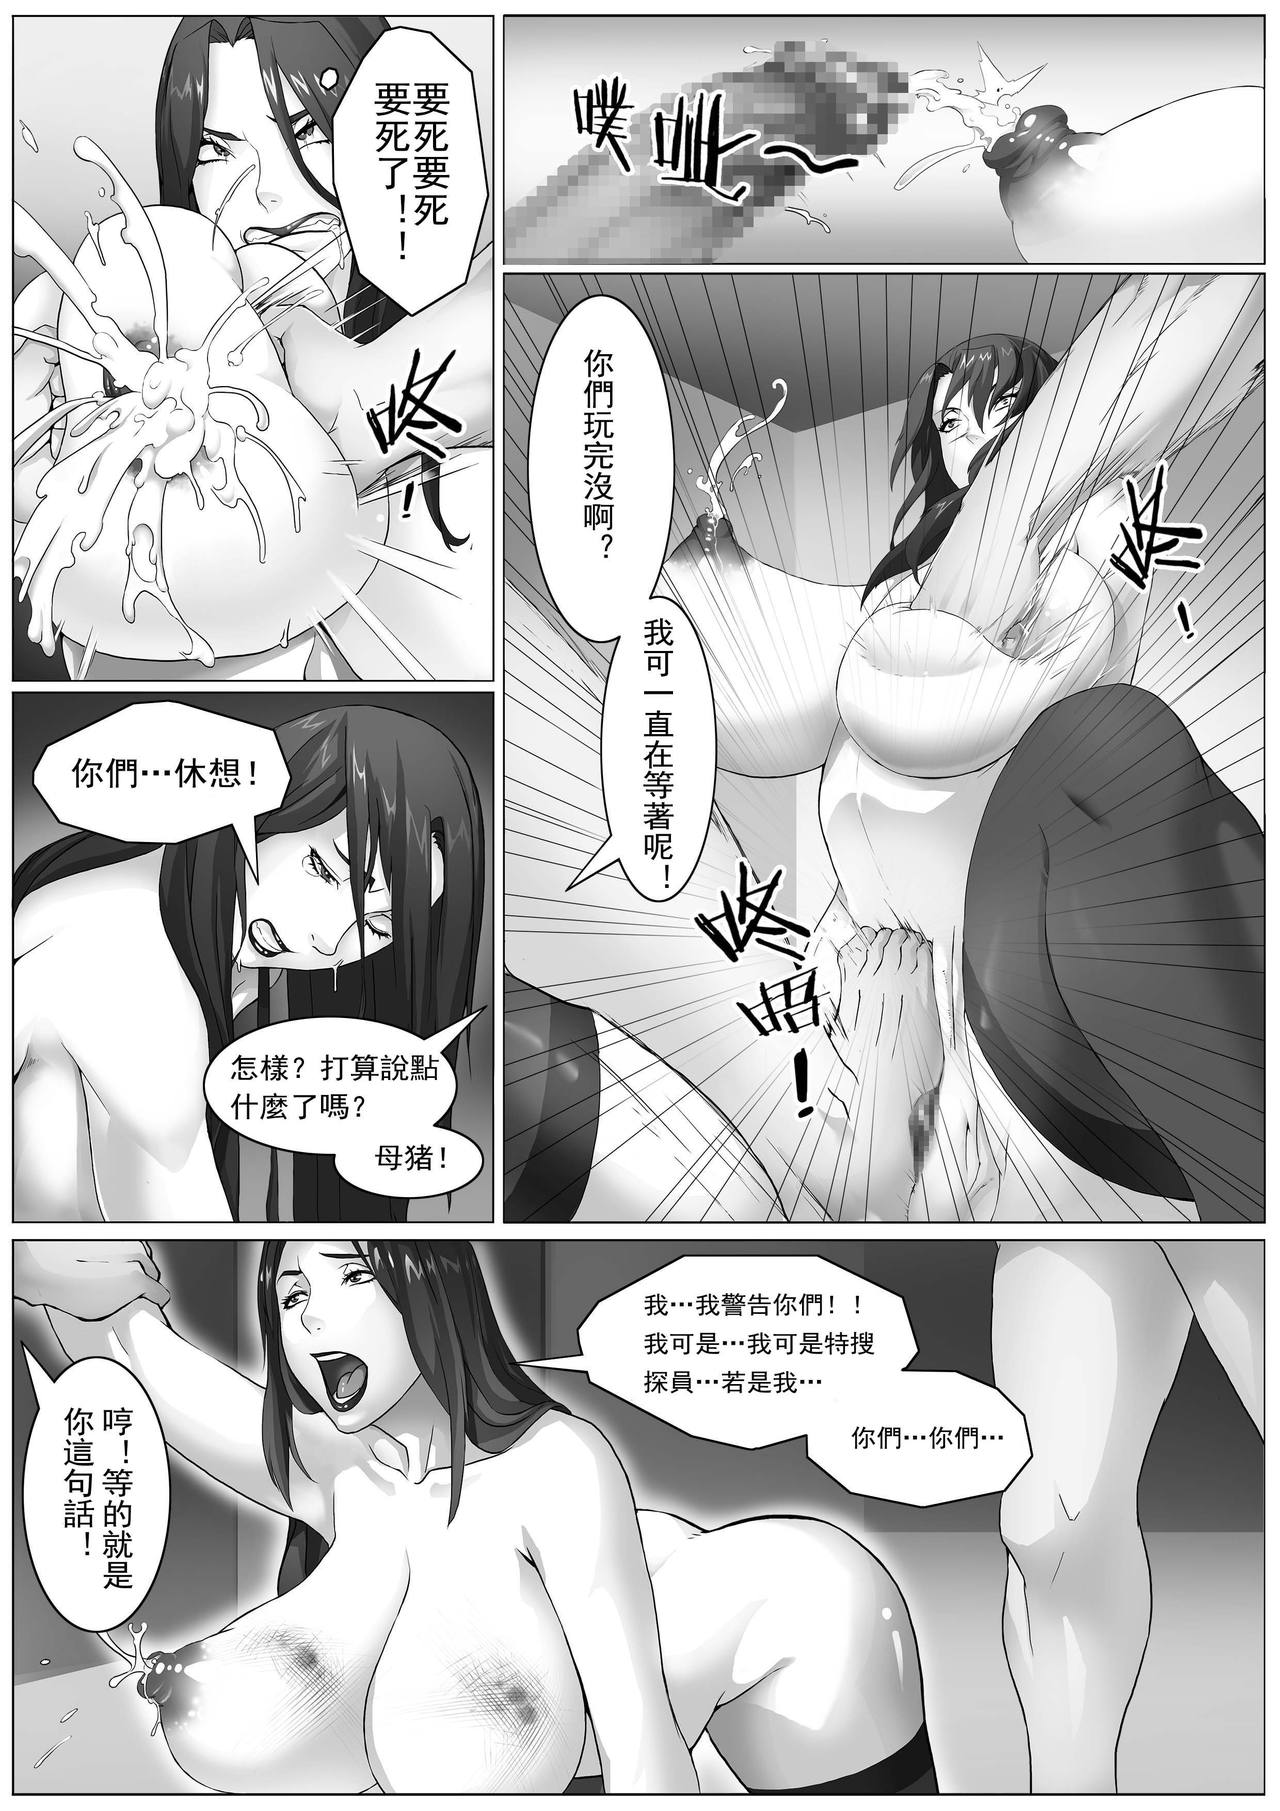 噗
呲
~
你們玩完沒啊?
我可一直在等著呢!
咚!
咚
唔!
要死要死
要死了!!
咚!
你們…休想!
怎樣? 打算說點
什麼了嗎?
母猪!
我…我警告你們!!
我可是…我可是特搜
探員…若是我…
你們…你們…
哼!等的就是
你這句話!